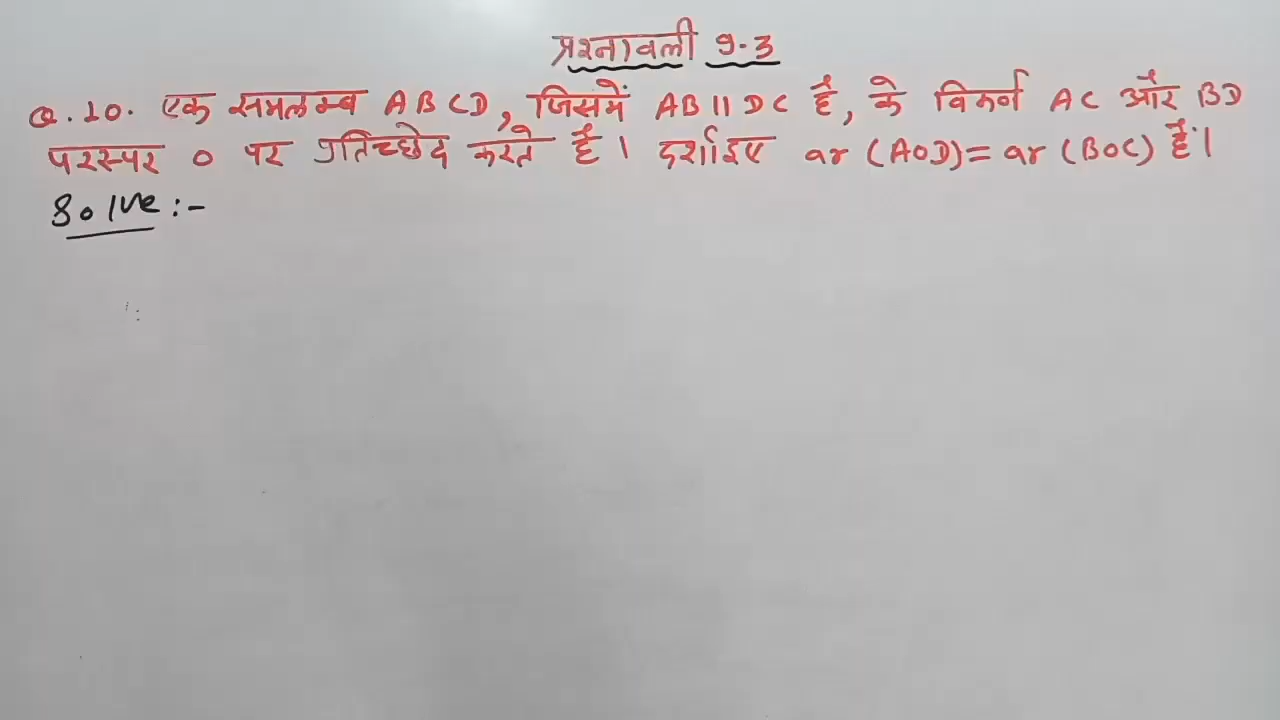 प्रश्नावली 9.3
Q.10. एक समलम्ब ABCD, जिसमें AB || DC है, के विकर्ण AC और BD
परस्पर O पर प्रतिच्छेद करते है। दर्शाइए ar (AOD) = ar (BOC) है।
Solve :-